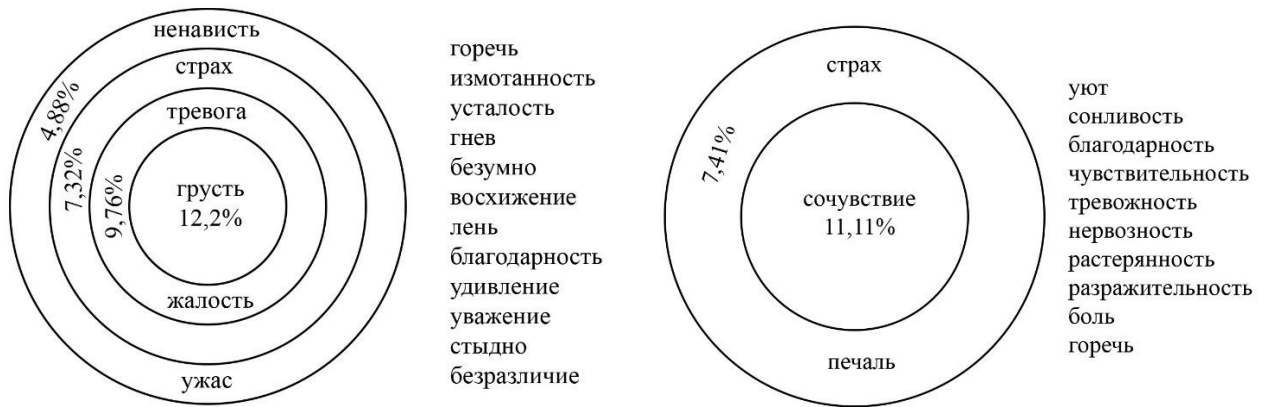 ненависть
страх
тревога
грусть
12,2%
9,76%
7,32%
4,88%
жалость
ужас
горечь
измотанность
усталость
гнев
безумно
восхижение
лень
благодарность
удивление
уважение
стыдно
безразличие
страх
7,41%
сочувствие
11,11%
печаль
уют
сонливость
благодарность
чувствительность
тревожность
нервозность
растерянность
разражительность
боль
горечь